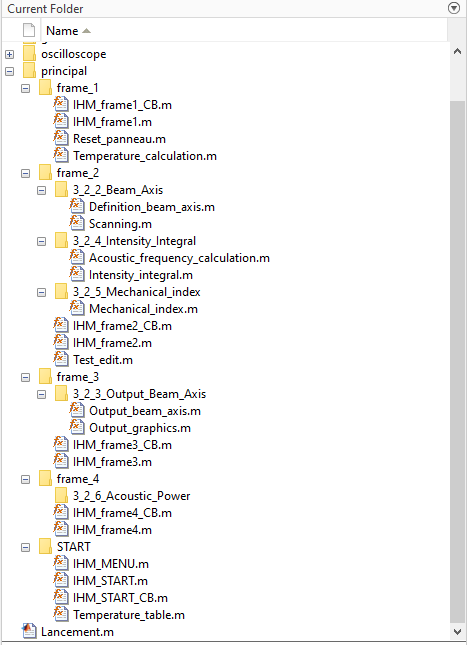 Current Folder
Name
oscilloscope
principal
frame_1
IHM_frame1_CB.m
IHM_frame1.m
Reset_panneau.m
Temperature_calculation.m
frame_2
3_2_2_Beam_Axis
Definition_beam_axis.m
Scanning.m
3_2_4_Intensity_Integral
Acoustic_frequency_calculation.m
Intensity_integral.m
3_2_5_Mechanical_index
Mechanical_index.m
IHM_frame2_CB.m
IHM_frame2.m
Test_edit.m
frame_3
3_2_3_Output_Beam_Axis
Output_beam_axis.m
Output_graphics.m
IHM_frame3_CB.m
IHM_frame3.m
frame_4
3_2_6_Acoustic_Power
IHM_frame4_CB.m
IHM_frame4.m
START
IHM_MENU.m
IHM_START.m
IHM_START_CB.m
Temperature_table.m
Lancement.m